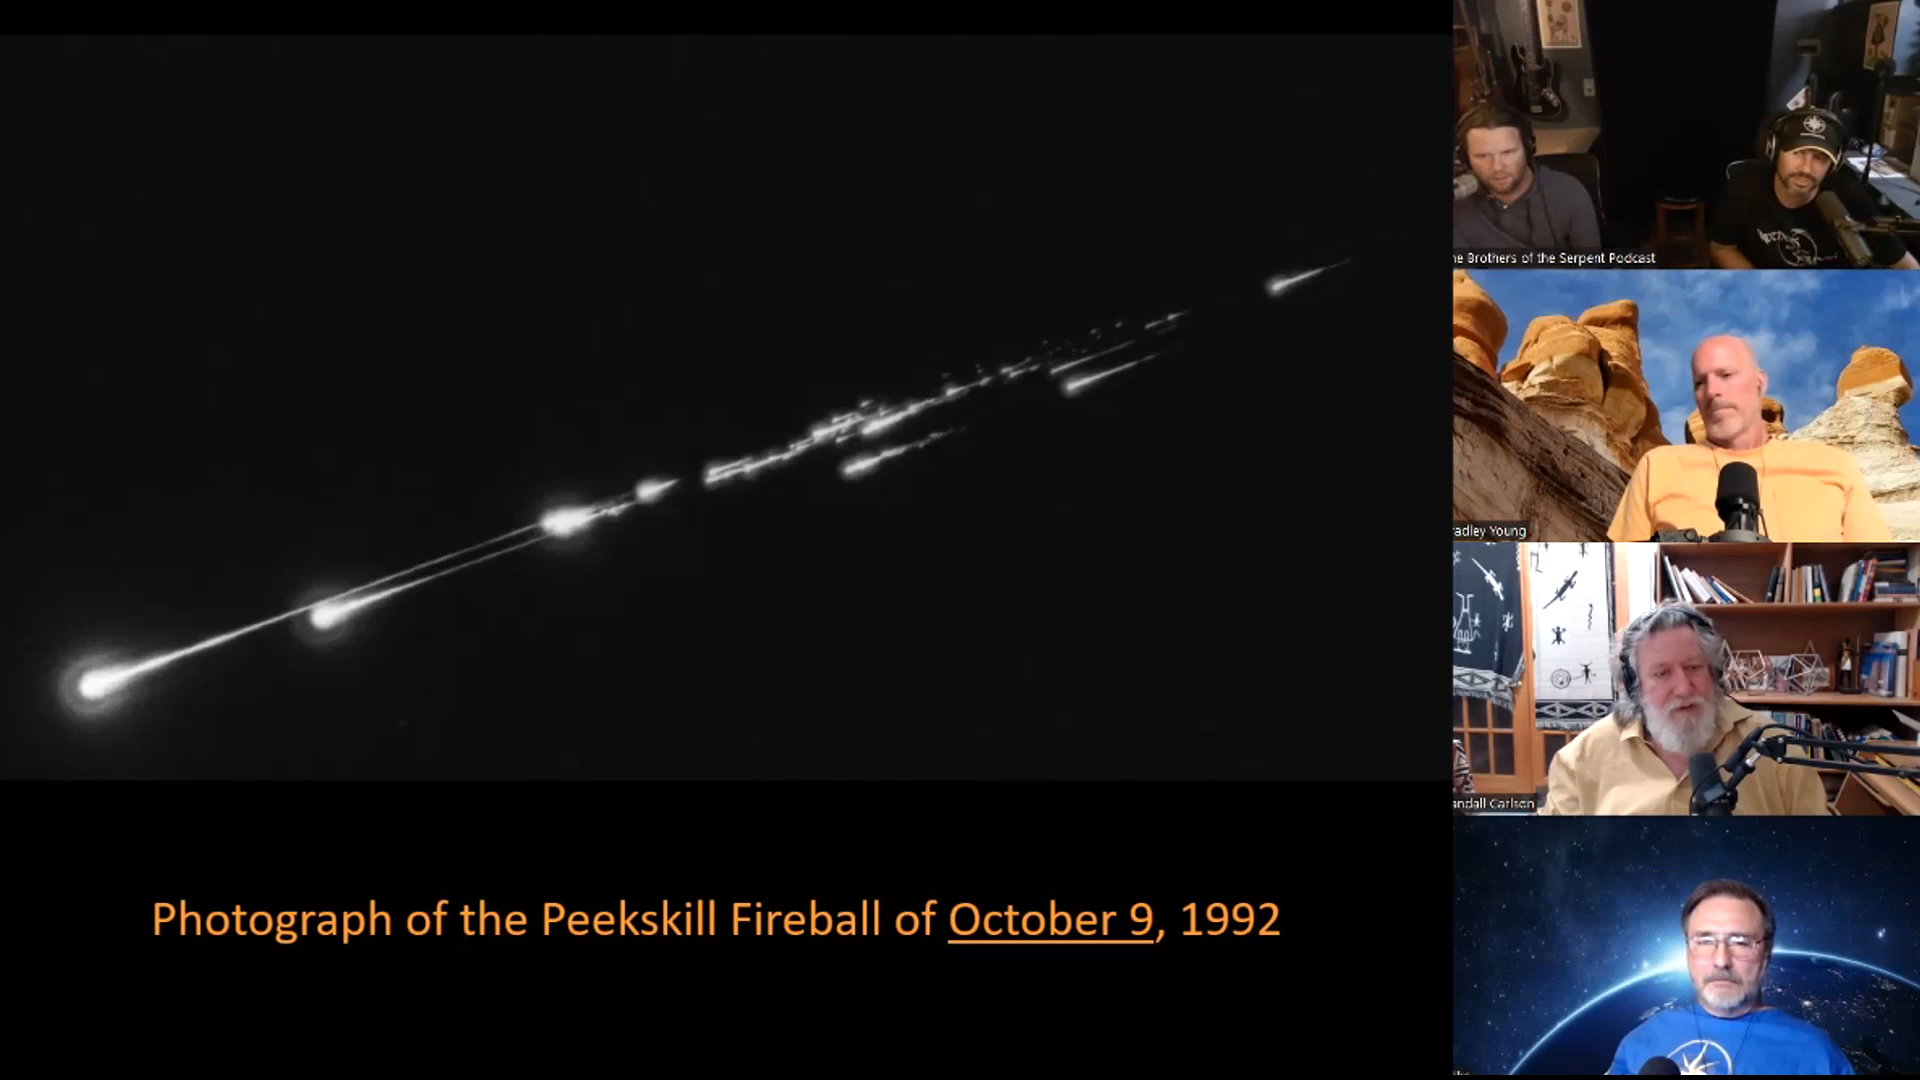 he Brothers of the Serpent Podcast
radley Young
andall Carlson
Photograph of the Peekskill Fireball of October 9, 1992